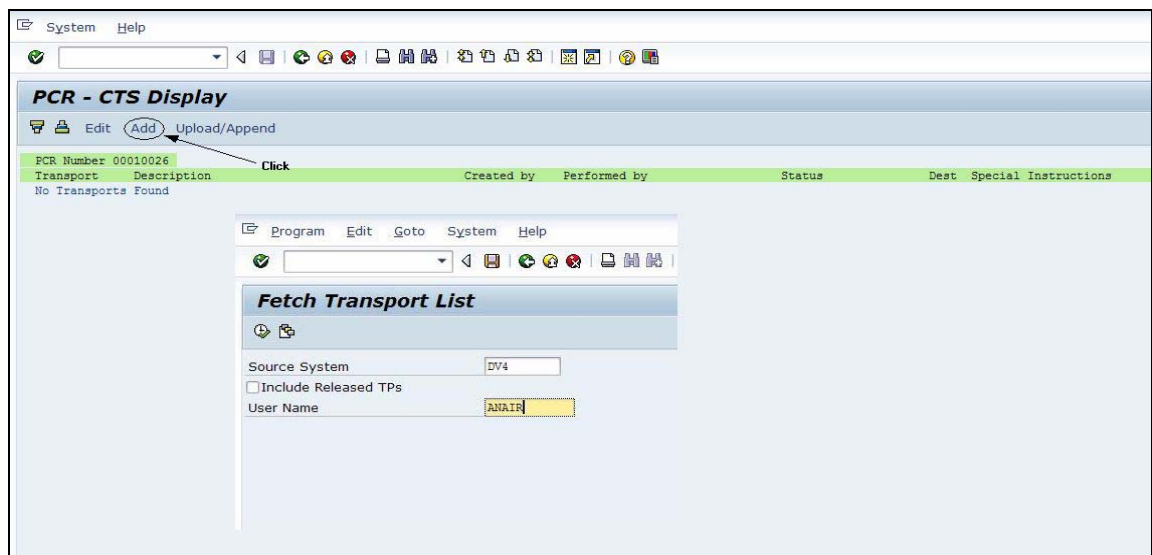 System Help
PCR - CTS Display
Edit Add Upload/Append
Click
PCR Number 00010026
Transport Description Created by Performed by Status Dest Special Instructions
No Transports Found
Program Edit Goto System Help
Fetch Transport List
Source System DV4
Include Released TPs
User Name ANAIR